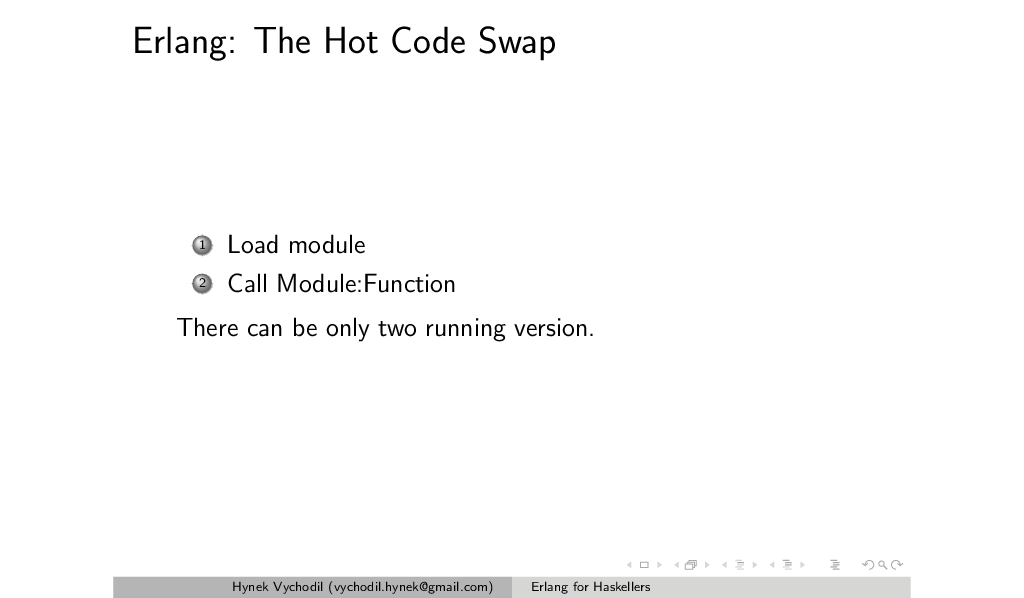 Erlang: The Hot Code Swap
1 Load module
2 Call Module:Function
There can be only two running version.
Hynek Vychodil (vychodil.hynek@gmail.com) Erlang for Haskellers